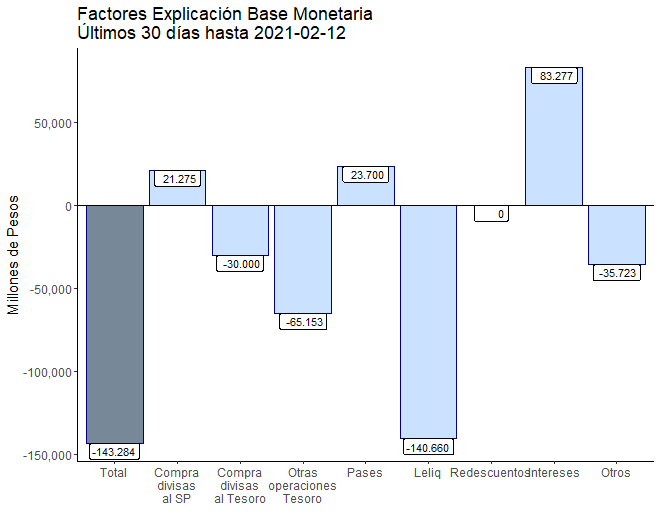 Factores Explicación Base Monetaria
Últimos 30 días hasta 2021-02-12
Millones de Pesos
50,000
0
-50,000
-100,000
-150,000
-143.284
21.275
-30.000
-65.153
23.700
-140.660
0
83.277
-35.723
Total
Compra
divisas
al SP
Compra
divisas
al Tesoro
Otras
operaciones
Tesoro
Pases
Leliq
Redescuentos
Intereses
Otros